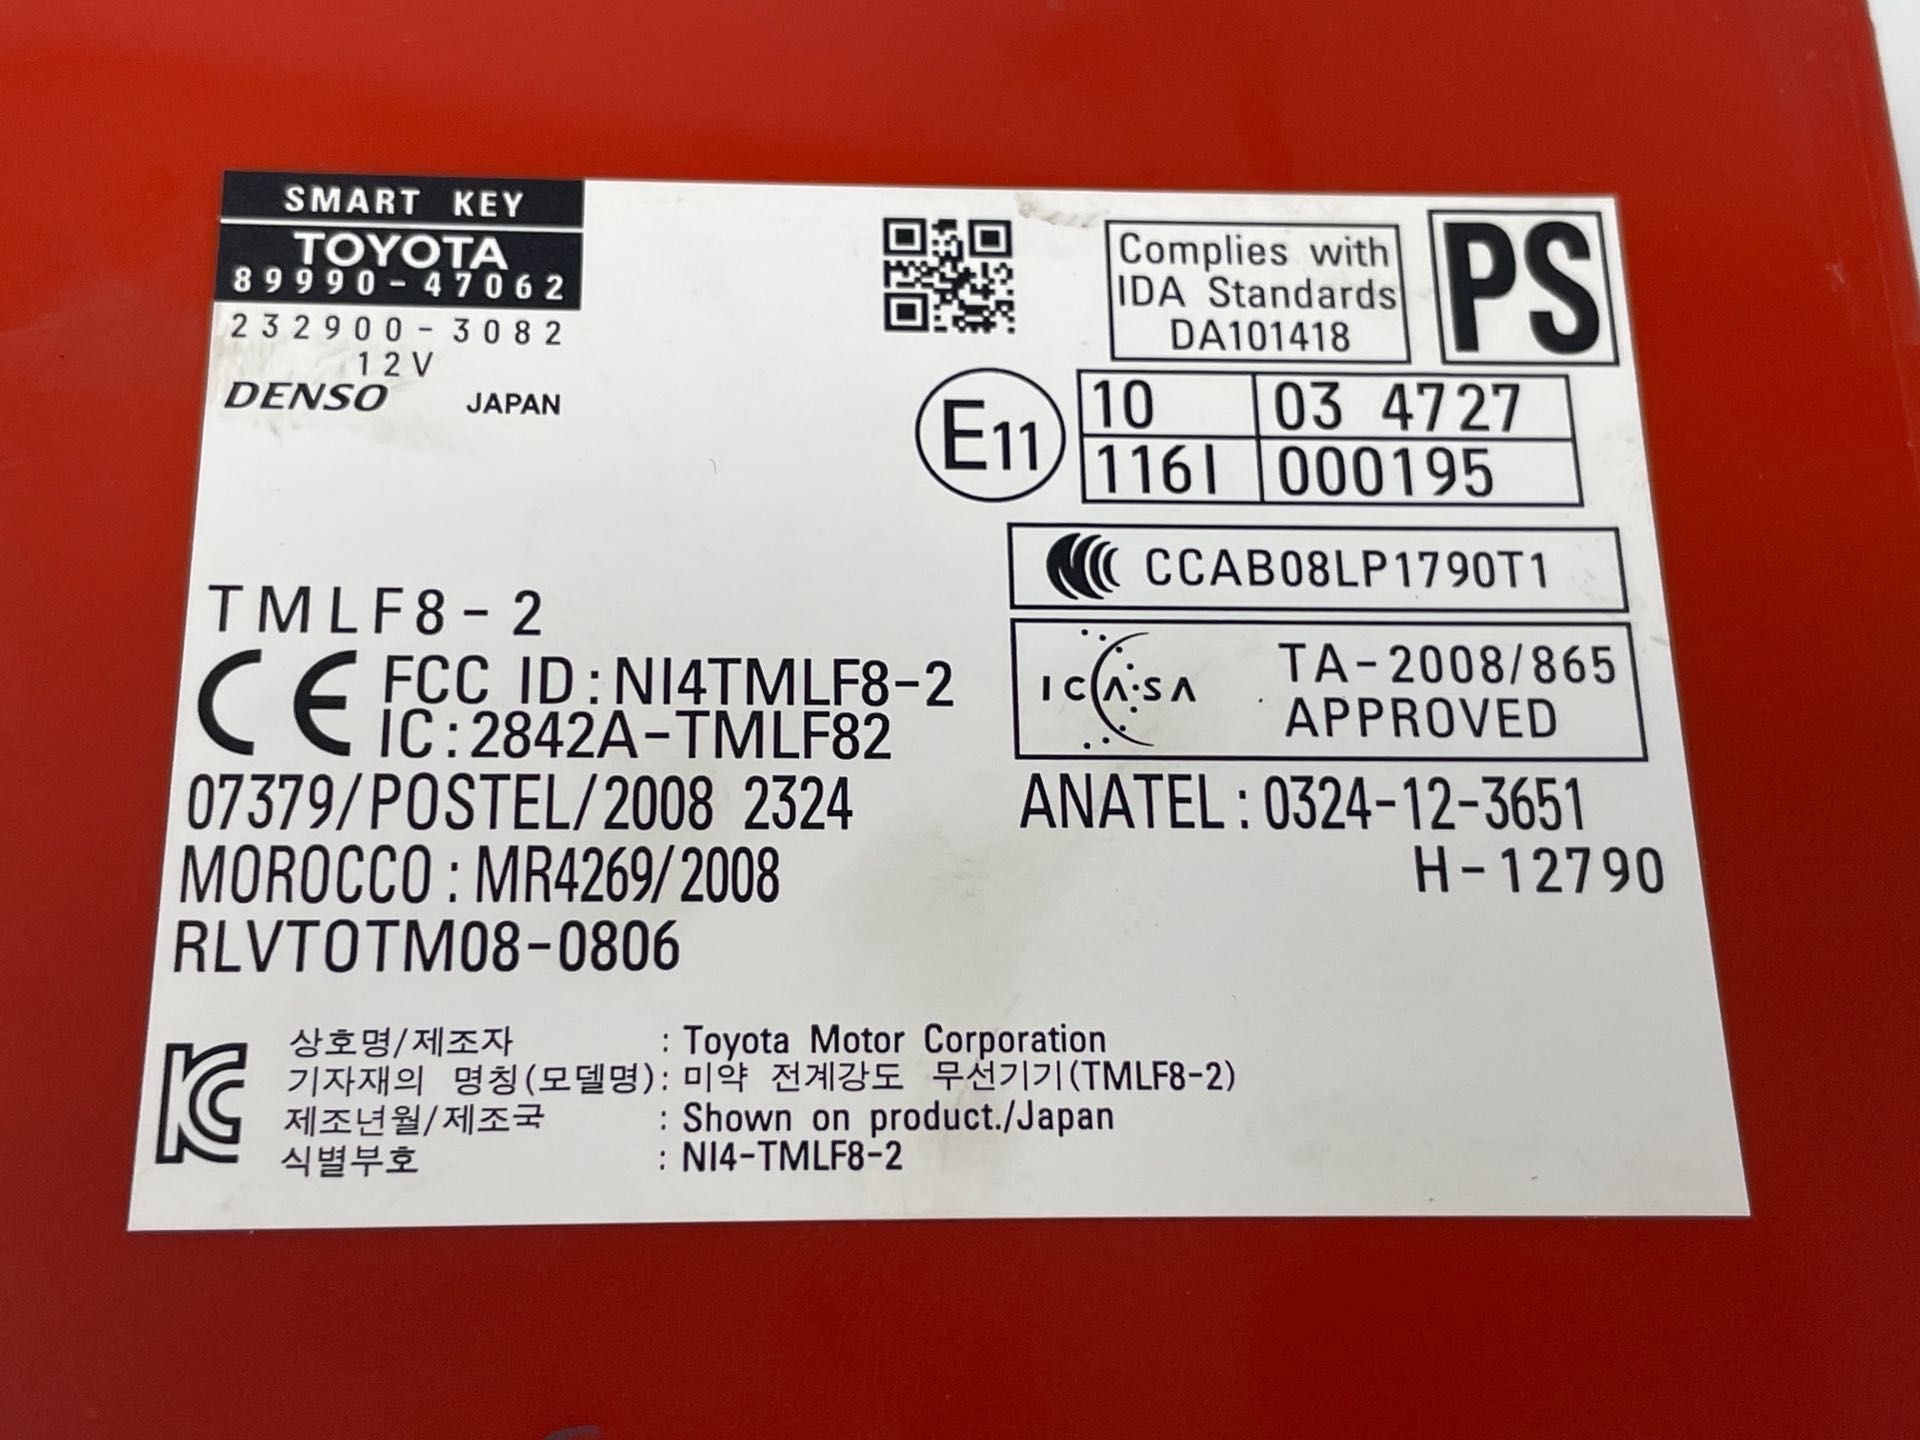 SMART KEY
TOYOTA
89990-47062
232900-3082
12V
DENSO JAPAN
Complies with
IDA Standards
DA101418
PS
E11
10 03 4727
116I 000195
CCAB08LP1790T1
ICASA
TA-2008/865
APPROVED
TMLF8-2
CE
FCC ID:NI4TMLF8-2
IC:2842A-TMLF82
07379/POSTEL/2008 2324
ANATEL:0324-12-3651
MOROCCO:MR4269/2008
H-12790
RLVTOTM08-0806
상호명/제조자 : Toyota Motor Corporation
기자재의 명칭(모델명): 미약 전계강도 무선기기(TMLF8-2)
제조년월/제조국 : Shown on product./Japan
식별부호 : NI4-TMLF8-2